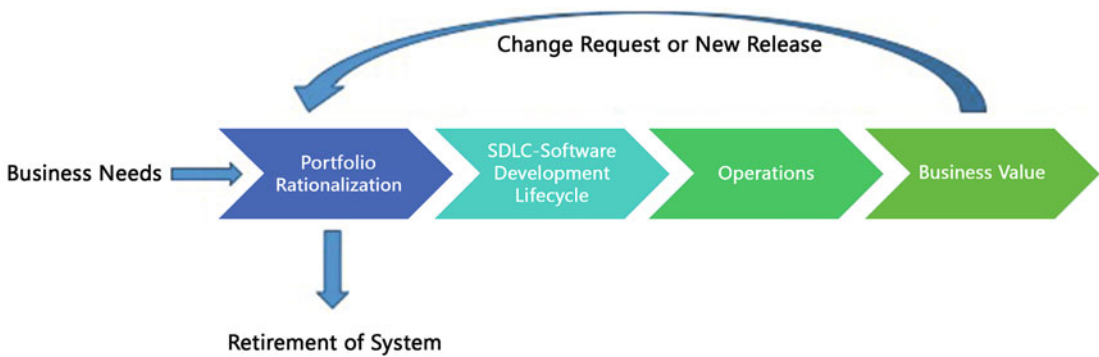 Change Request or New Release
Business Needs
Portfolio
Rationalization
SDLC-Software
Development
Lifecycle
Operations
Business Value
Retirement of System